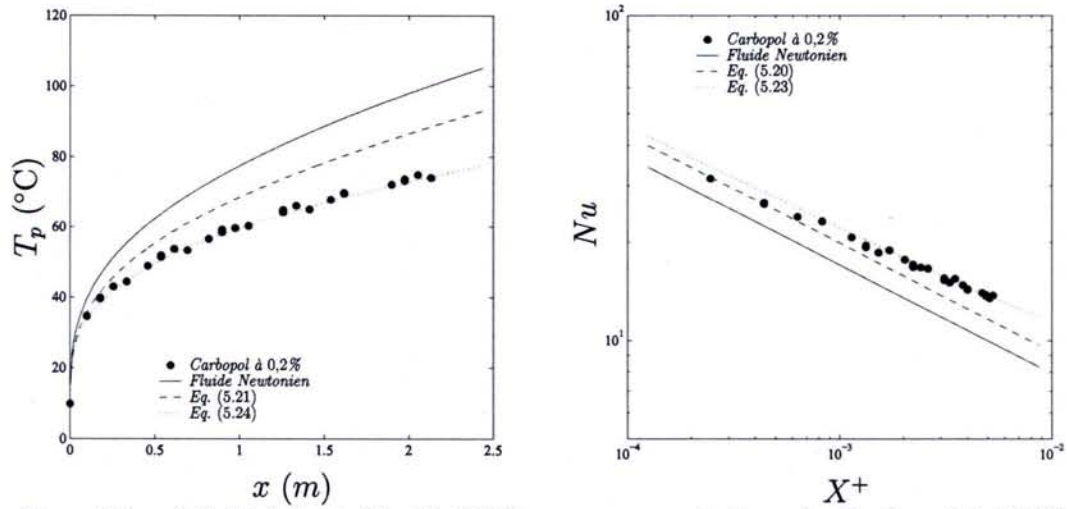 120
100
80
60
40
20
0
T_p (°C)
Carbopol à 0,2%
Fluide Newtonien
Eq. (5.21)
Eq. (5.24)
0 0.5 1 1.5 2 2.5
x (m)
10²
10¹
Nu
Carbopol à 0,2%
Fluide Newtonien
Eq. (5.20)
Eq. (5.23)
10⁻⁴ 10⁻³ 10⁻²
X⁺